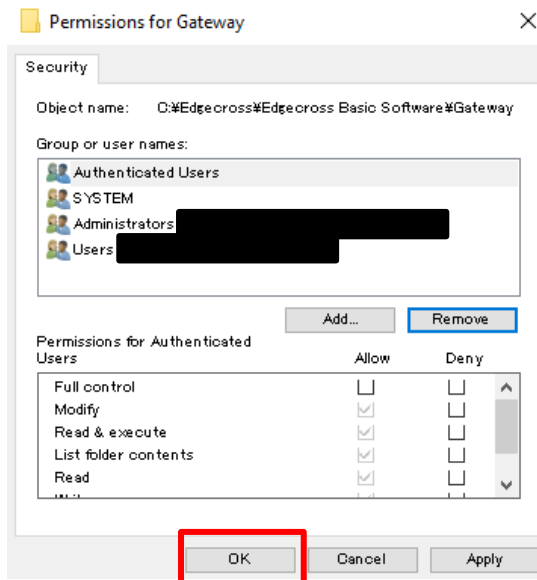 Permissions for Gateway
Security
Object name: C:¥Edgecross¥Edgecross Basic Software¥Gateway
Group or user names:
Authenticated Users
SYSTEM
Administrators
Users
Add... Remove
Permissions for Authenticated
Users Allow Deny
Full control
Modify
Read & execute
List folder contents
Read
OK Cancel Apply